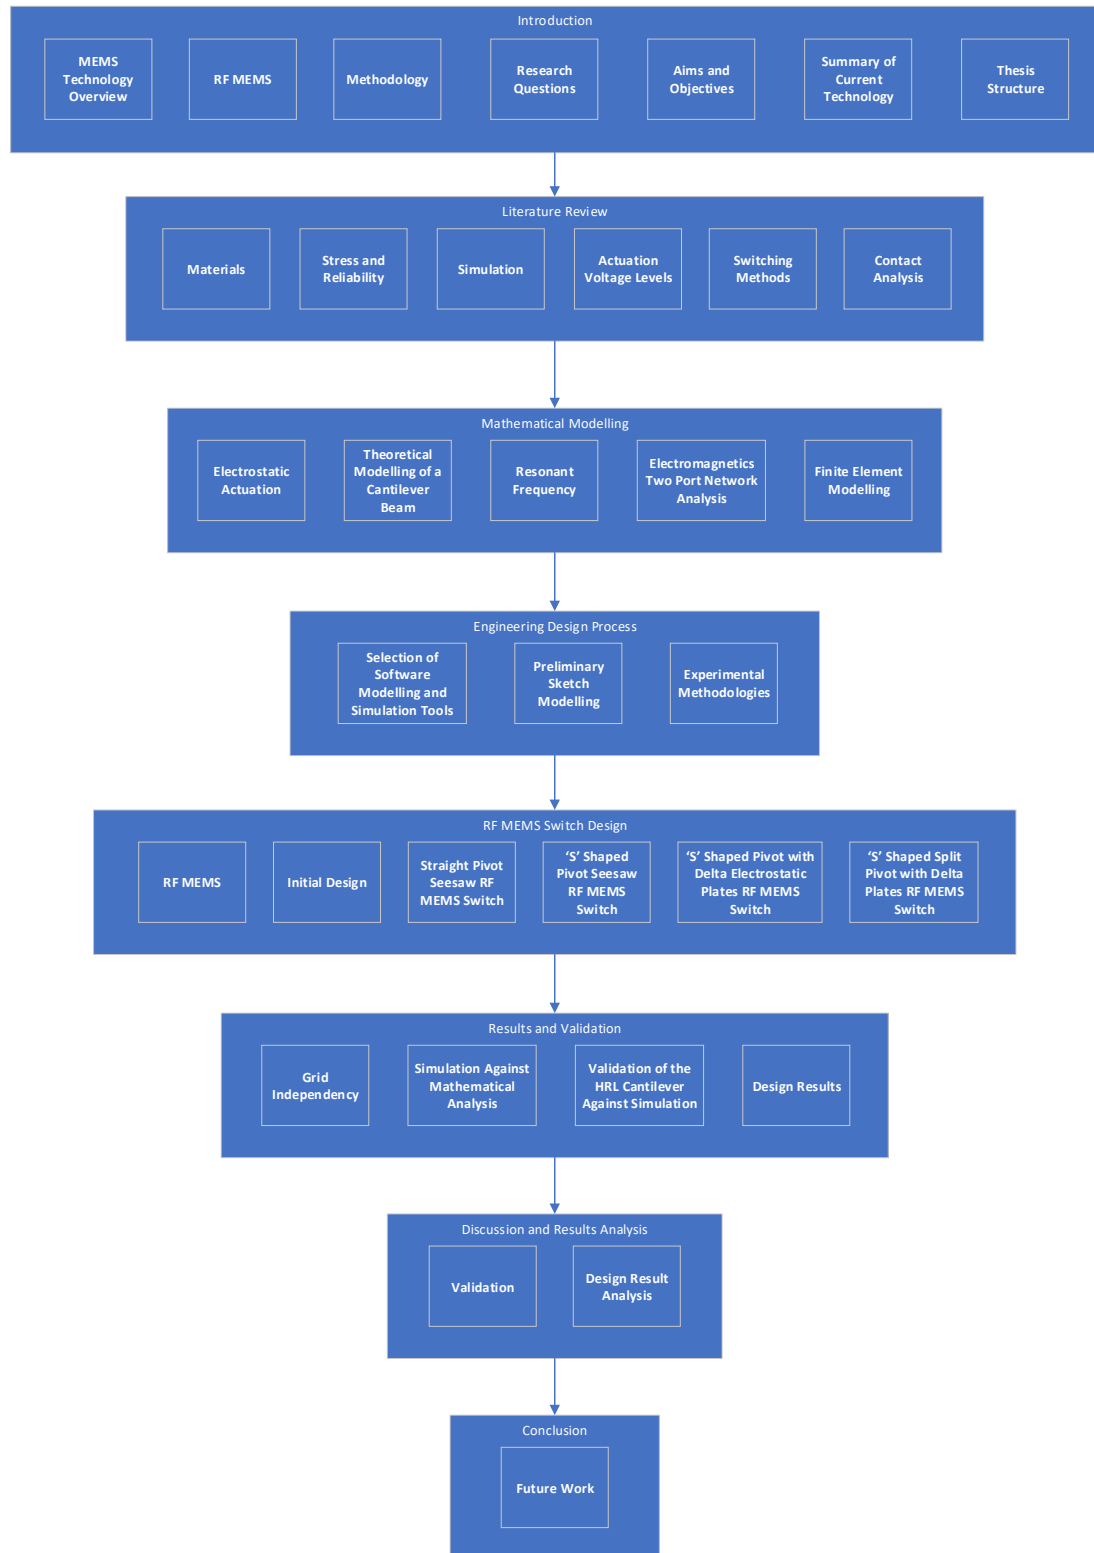 Introduction
MEMS
Technology
Overview
RF MEMS
Methodology
Research
Questions
Aims and
Objectives
Summary of
Current
Technology
Thesis
Structure
Literature Review
Materials
Stress and
Reliability
Simulation
Actuation
Voltage Levels
Switching
Methods
Contact
Analysis
Mathematical Modelling
Electrostatic
Actuation
Theoretical
Modelling of a
Cantilever
Beam
Resonant
Frequency
Electromagnetics
Two Port Network
Analysis
Finite Element
Modelling
Engineering Design Process
Selection of
Software
Modelling and
Simulation Tools
Preliminary
Sketch
Modelling
Experimental
Methodologies
RF MEMS Switch Design
RF MEMS
Initial Design
Straight Pivot
Seesaw RF
MEMS Switch
‘S’ Shaped
Pivot Seesaw
RF MEMS
Switch
‘S’ Shaped Pivot with
Delta Electrostatic
Plates RF MEMS
Switch
‘S’ Shaped Split
Pivot with Delta
Plates RF MEMS
Switch
Results and Validation
Grid
Independency
Simulation Against
Mathematical
Analysis
Validation of the
HRL Cantilever
Against Simulation
Design Results
Discussion and Results Analysis
Validation
Design Result
Analysis
Conclusion
Future Work